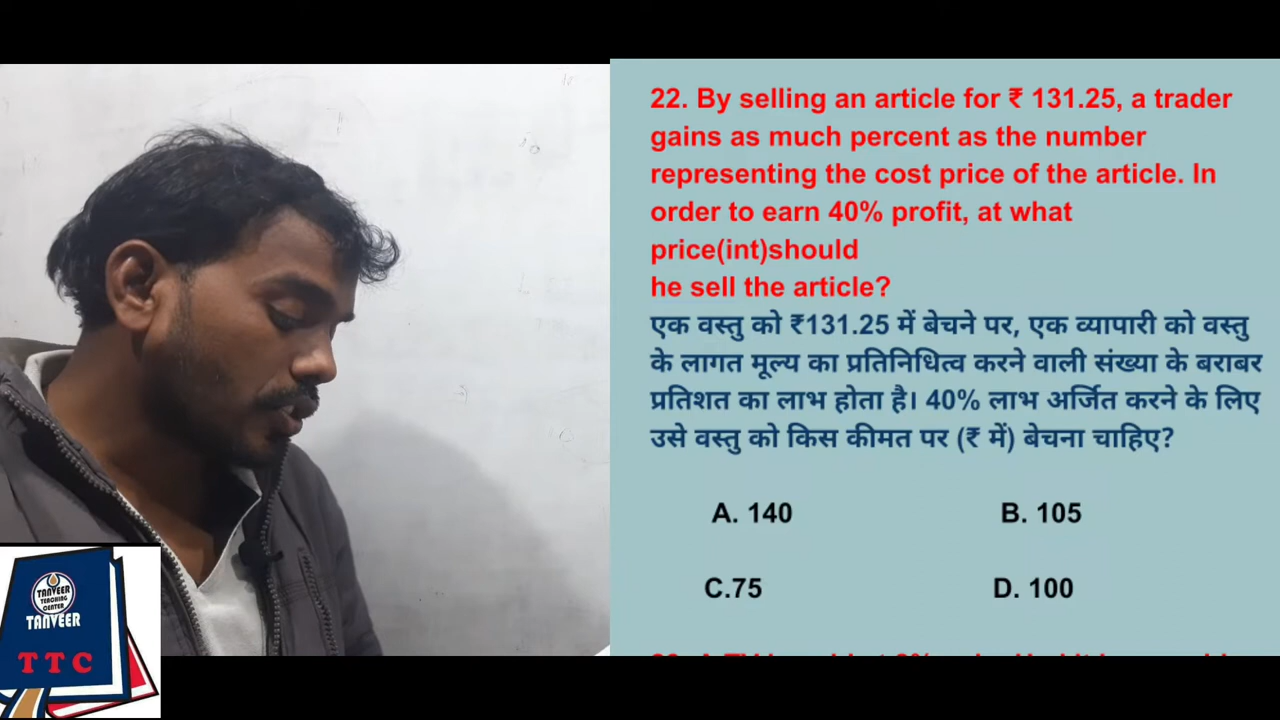 22. By selling an article for ₹ 131.25, a trader
gains as much percent as the number
representing the cost price of the article. In
order to earn 40% profit, at what
price(int)should
he sell the article?
एक वस्तु को ₹131.25 में बेचने पर, एक व्यापारी को वस्तु
के लागत मूल्य का प्रतिनिधित्व करने वाली संख्या के बराबर
प्रतिशत का लाभ होता है। 40% लाभ अर्जित करने के लिए
उसे वस्तु को किस कीमत पर (₹ में) बेचना चाहिए?
A. 140 B. 105
C.75 D. 100
TANVEER
TEACHING
CENTER
TANVEER
TTC